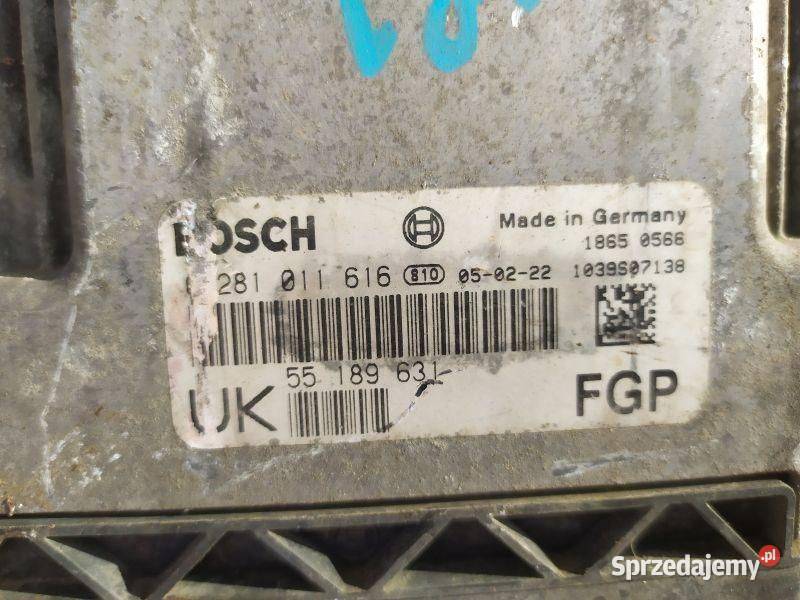 BOSCH
Made in Germany
1865 0566
281 011 616 810 05-02-22 1039S07138
55 189 631
UK
FGP
Sprzedajemy.pl